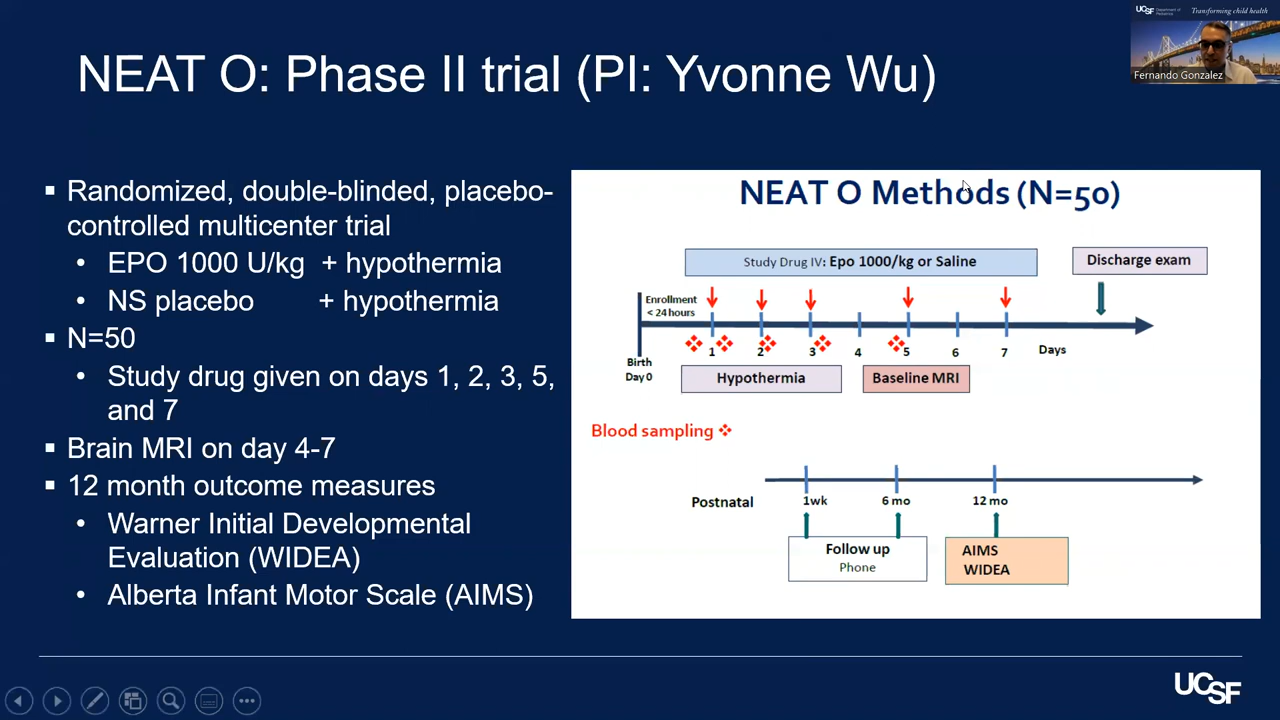 UCSF Department of Pediatrics Transforming child health
Fernando Gonzalez
NEAT O: Phase II trial (PI: Yvonne Wu)
▪ Randomized, double-blinded, placebo-
controlled multicenter trial
• EPO 1000 U/kg + hypothermia
• NS placebo + hypothermia
▪ N=50
• Study drug given on days 1, 2, 3, 5,
and 7
▪ Brain MRI on day 4-7
▪ 12 month outcome measures
• Warner Initial Developmental
Evaluation (WIDEA)
• Alberta Infant Motor Scale (AIMS)
NEAT O Methods (N=50)
Study Drug IV: Epo 1000/kg or Saline
Discharge exam
Enrollment
< 24 hours
1 2 3 4 5 6 7 Days
Birth
Day 0
Hypothermia
Baseline MRI
Blood sampling
Postnatal
1wk 6 mo 12 mo
Follow up
Phone
AIMS
WIDEA
UCSF